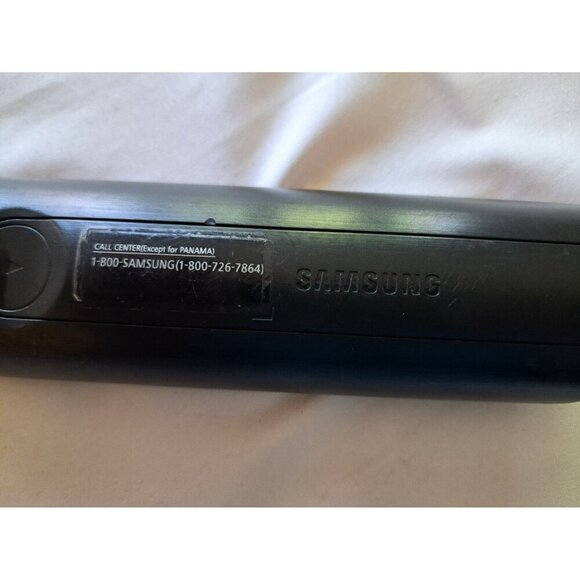 CALL CENTER(Except for PANAMA)
1-800-SAMSUNG(1-800-726-7864)
SAMSUNG